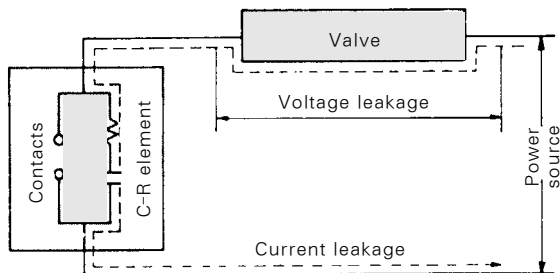 Valve
Voltage leakage
Contacts
C-R element
Power
source
Current leakage